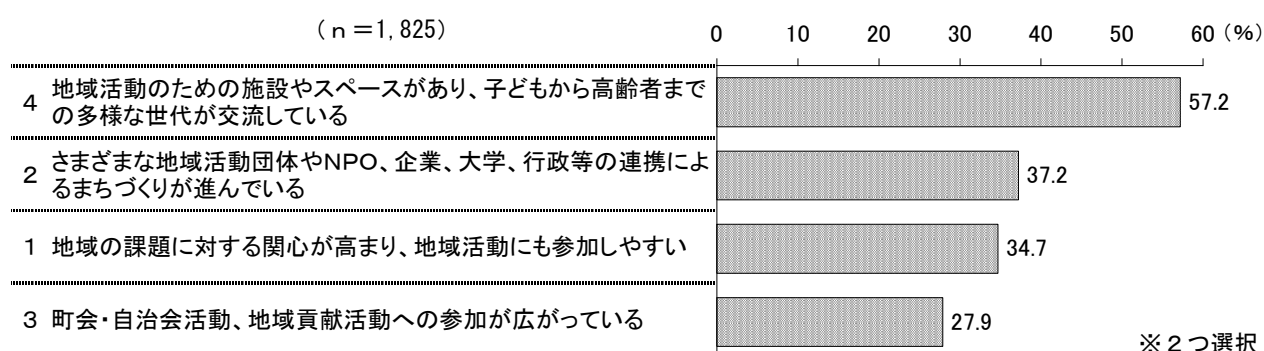 (ｎ＝1,825)
0 10 20 30 40 50 60 (%)
4 地域活動のための施設やスペースがあり、子どもから高齢者まで
の多様な世代が交流している
57.2
2 さまざまな地域活動団体やNPO、企業、大学、行政等の連携によ
るまちづくりが進んでいる
37.2
1 地域の課題に対する関心が高まり、地域活動にも参加しやすい
34.7
3 町会・自治会活動、地域貢献活動への参加が広がっている
27.9
※２つ選択